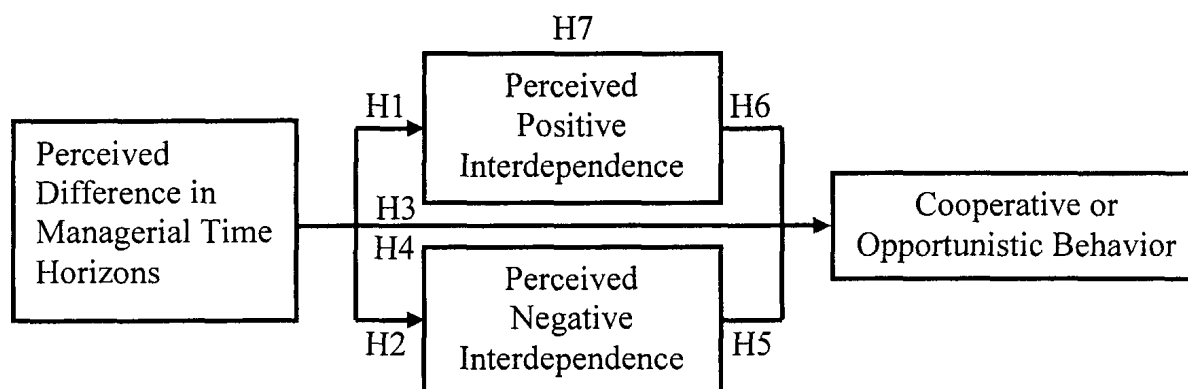 H7
Perceived
Difference in
Managerial Time
Horizons
H1
Perceived
Positive
Interdependence
H6
H3
H4
H2
Perceived
Negative
Interdependence
H5
Cooperative or
Opportunistic Behavior